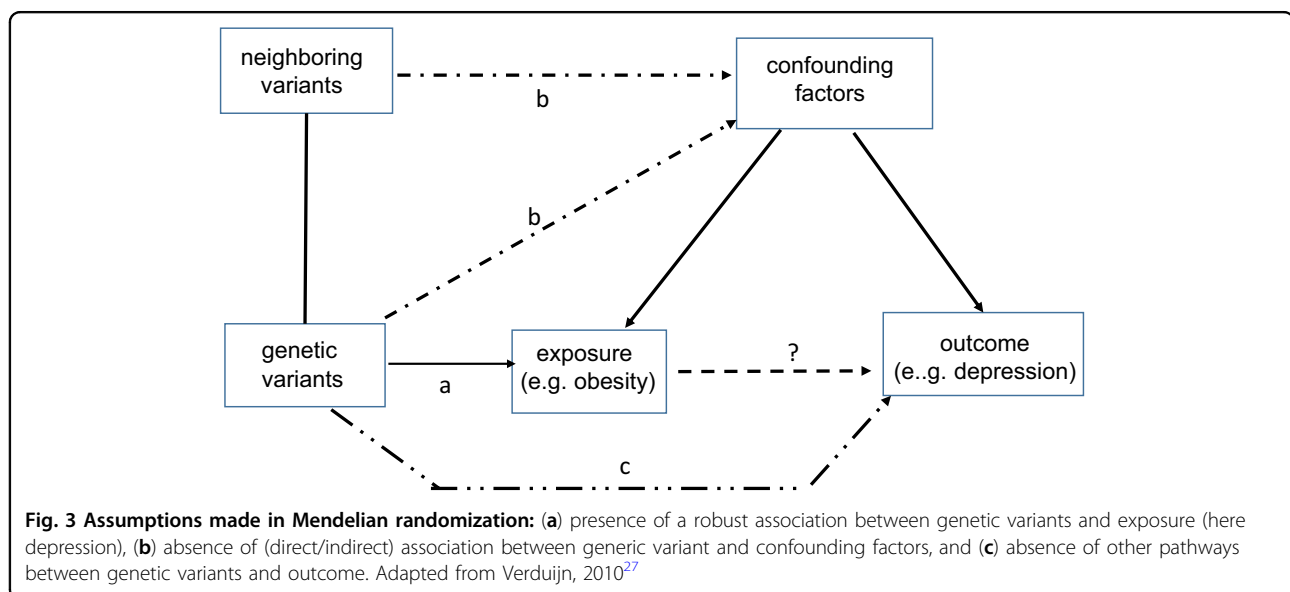 neighboring
variants
confounding
factors
b
b
genetic
variants
a
exposure
(e.g. obesity)
?
outcome
(e..g. depression)
c
Fig. 3 Assumptions made in Mendelian randomization: (a) presence of a robust association between genetic variants and exposure (here
depression), (b) absence of (direct/indirect) association between generic variant and confounding factors, and (c) absence of other pathways
between genetic variants and outcome. Adapted from Verduijn, 2010²⁷